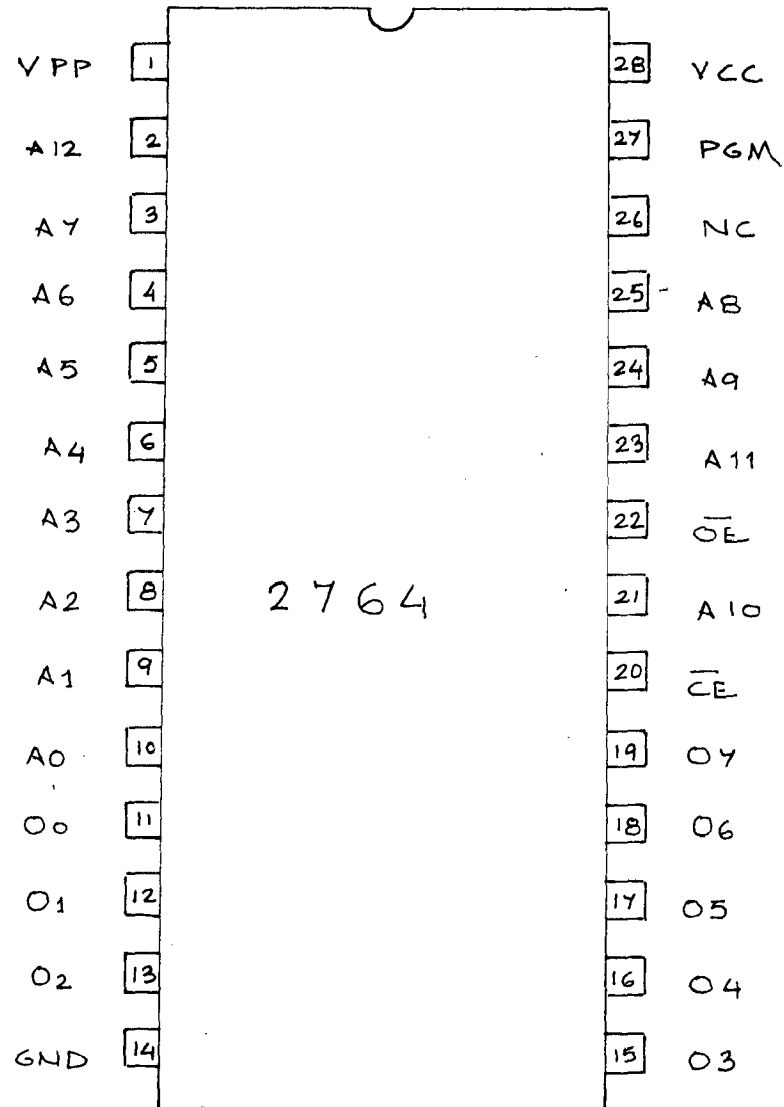 VPP 1 28 VCC
A12 2 27 PGM
A7 3 26 NC
A6 4 25 A8
A5 5 24 A9
A4 6 23 A11
A3 7 22 O̅E̅
A2 8 2764 21 A10
A1 9 20 C̅E̅
A0 10 19 O7
O0 11 18 O6
O1 12 17 O5
O2 13 16 O4
GND 14 15 O3